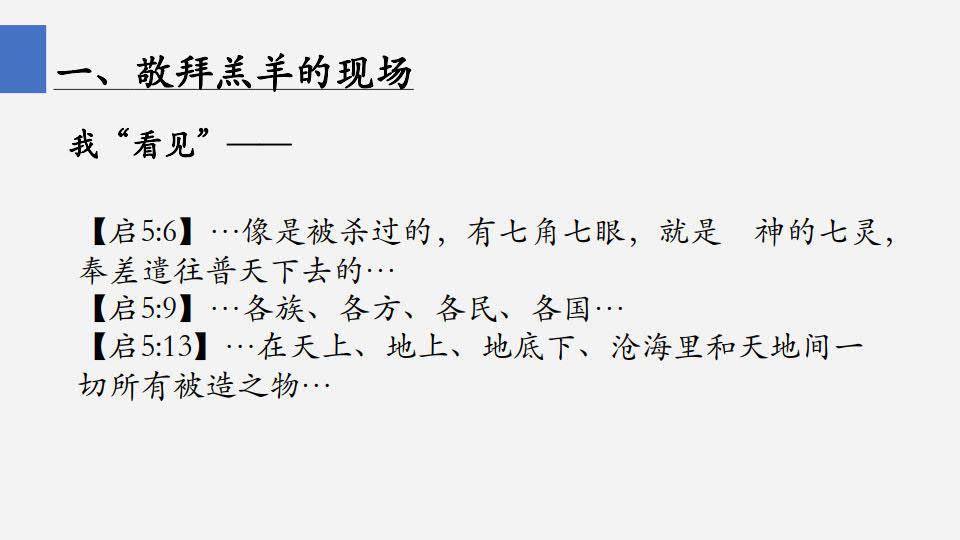 一、敬拜羔羊的现场
我“看见”——
【启5:6】…像是被杀过的，有七角七眼，就是　神的七灵，
奉差遣往普天下去的…
【启5:9】…各族、各方、各民、各国…
【启5:13】…在天上、地上、地底下、沧海里和天地间一
切所有被造之物…